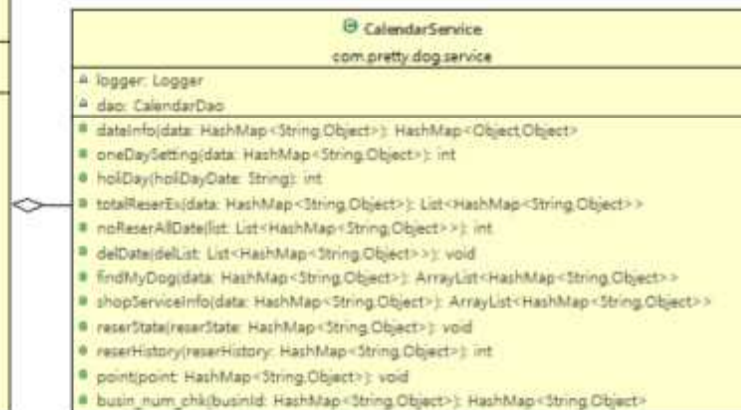 CalendarService
com.pretty.dog.service
logger: Logger
dao: CalendarDao
dateInfo(data: HashMap<String,Object>): HashMap<Object,Object>
oneDaySetting(data: HashMap<String,Object>): int
holiDay(holiDayDate: String): int
totalReserEx(data: HashMap<String,Object>): List<HashMap<String,Object>>
noReserAllDate(list: List<HashMap<String,Object>>): int
delDate(delList: List<HashMap<String,Object>>): void
findMyDog(data: HashMap<String,Object>): ArrayList<HashMap<String,Object>>
shopServiceInfo(data: HashMap<String,Object>): ArrayList<HashMap<String,Object>>
reserState(reserState: HashMap<String,Object>): void
reserHistory(reserHistory: HashMap<String,Object>): int
point(point: HashMap<String,Object>): void
busin_num_chk(businId: HashMap<String,Object>): HashMap<String,Object>